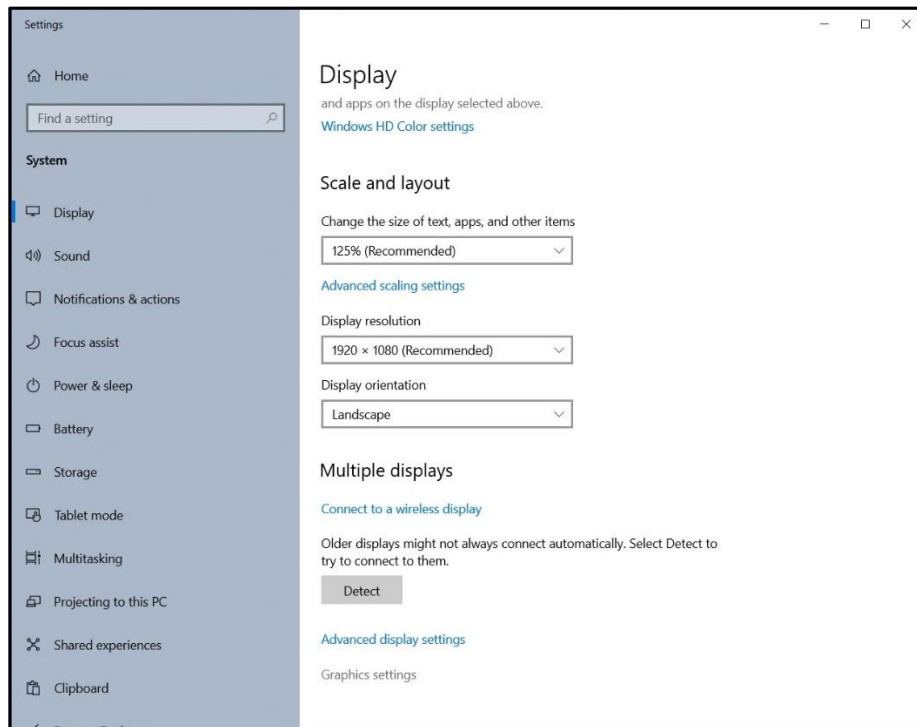 Settings
Home
Find a setting
System
Display
Sound
Notifications & actions
Focus assist
Power & sleep
Battery
Storage
Tablet mode
Multitasking
Projecting to this PC
Shared experiences
Clipboard
Display
and apps on the display selected above.
Windows HD Color settings
Scale and layout
Change the size of text, apps, and other items
125% (Recommended)
Advanced scaling settings
Display resolution
1920 × 1080 (Recommended)
Display orientation
Landscape
Multiple displays
Connect to a wireless display
Older displays might not always connect automatically. Select Detect to
try to connect to them.
Detect
Advanced display settings
Graphics settings